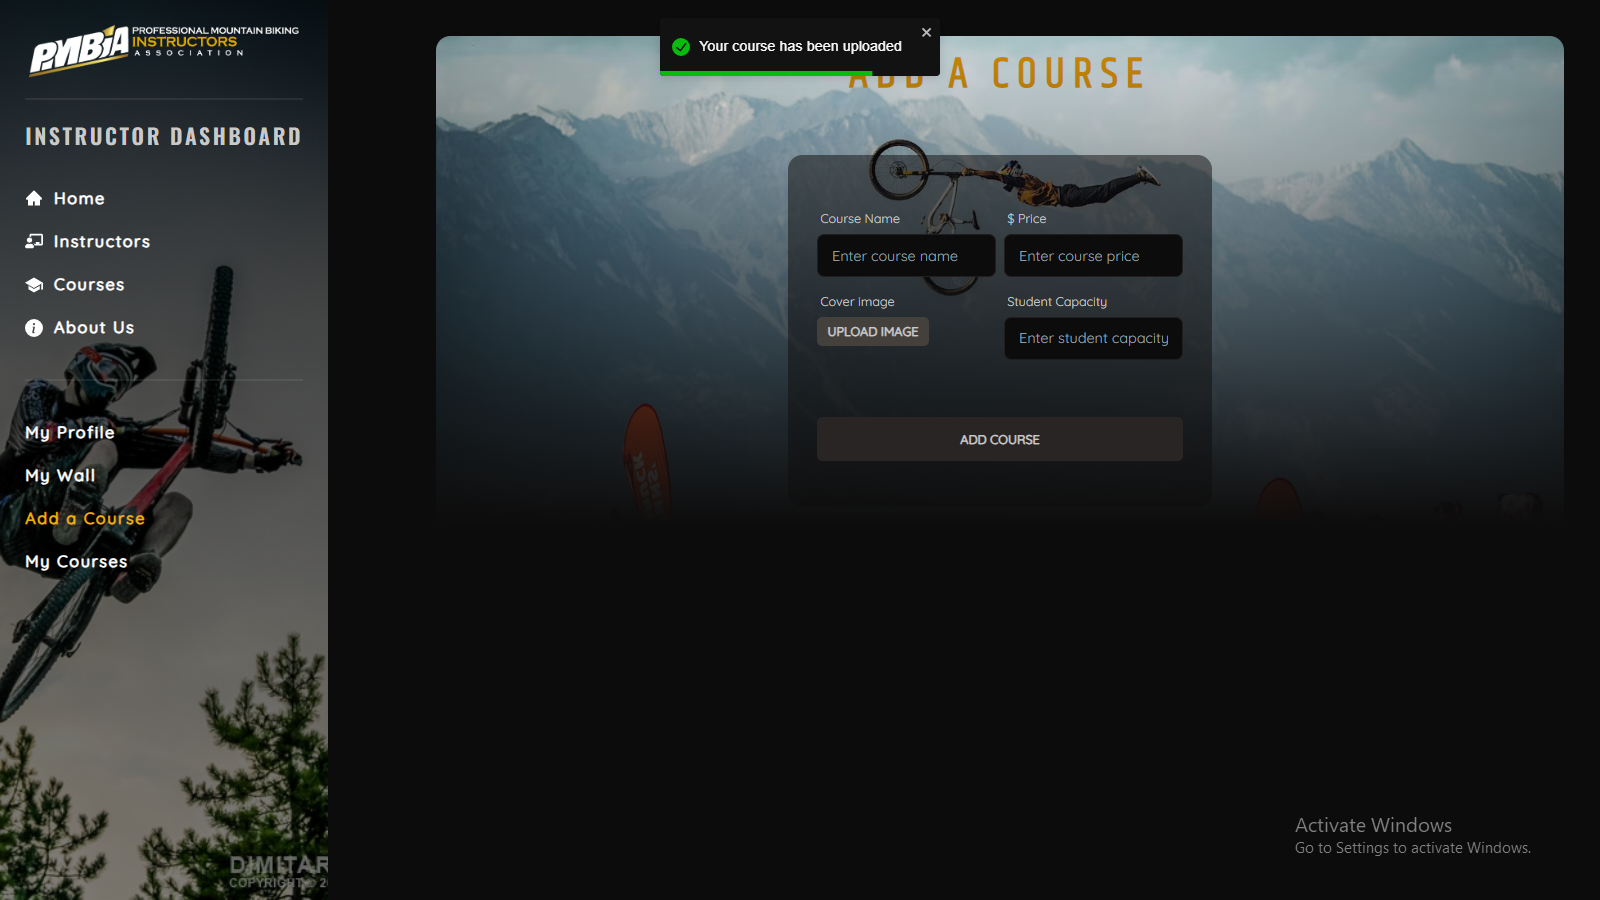 PMBiA PROFESSIONAL MOUNTAIN BIKING
INSTRUCTORS
ASSOCIATION
INSTRUCTOR DASHBOARD
Home
Instructors
Courses
About Us
My Profile
My Wall
Add a Course
My Courses
DIMITAR
COPYRIGHT © 2
Your course has been uploaded
ADD A COURSE
Course Name
$ Price
Enter course name
Enter course price
Cover image
Student Capacity
UPLOAD IMAGE
Enter student capacity
ADD COURSE
Activate Windows
Go to Settings to activate Windows.